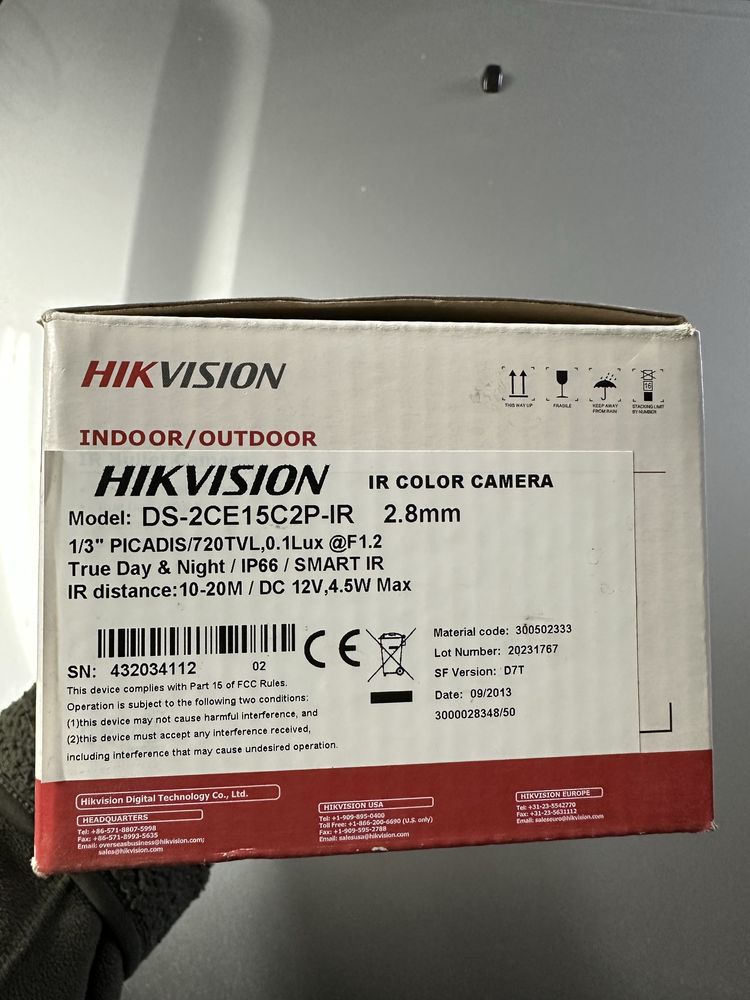 HIKVISION
THIS WAY UP
FRAGILE
KEEP AWAY
FROM RAIN
16
STACKING LIMIT
BY NUMBER
INDOOR/OUTDOOR
HIKVISION IR COLOR CAMERA
Model: DS-2CE15C2P-IR 2.8mm
1/3" PICADIS/720TVL,0.1Lux @F1.2
True Day & Night / IP66 / SMART IR
IR distance:10-20M / DC 12V,4.5W Max
CE
SN: 432034112 02
This device complies with Part 15 of FCC Rules.
Operation is subject to the following two conditions:
(1)this device may not cause harmful interference, and
(2)this device must accept any interference received,
including interference that may cause undesired operation.
Material code: 300502333
Lot Number: 20231767
SF Version: D7T
Date: 09/2013
3000028348/50
Hikvision Digital Technology Co., Ltd.
HEADQUARTERS
Tel: +86-571-8807-5998
Fax: +86-571-8993-5635
Email: overseasbusiness@hikvision.com;
sales@hikvision.com
HIKVISION USA
Tel: +1-909-895-0400
Toll Free: +1-866-200-6690 (U.S. only)
Fax: +1-909-595-2788
Email: salesusa@hikvision.com
HIKVISION EUROPE
Tel: +31-23-5542770
Fax: +31-23-5631112
Email: saleseuro@hikvision.com